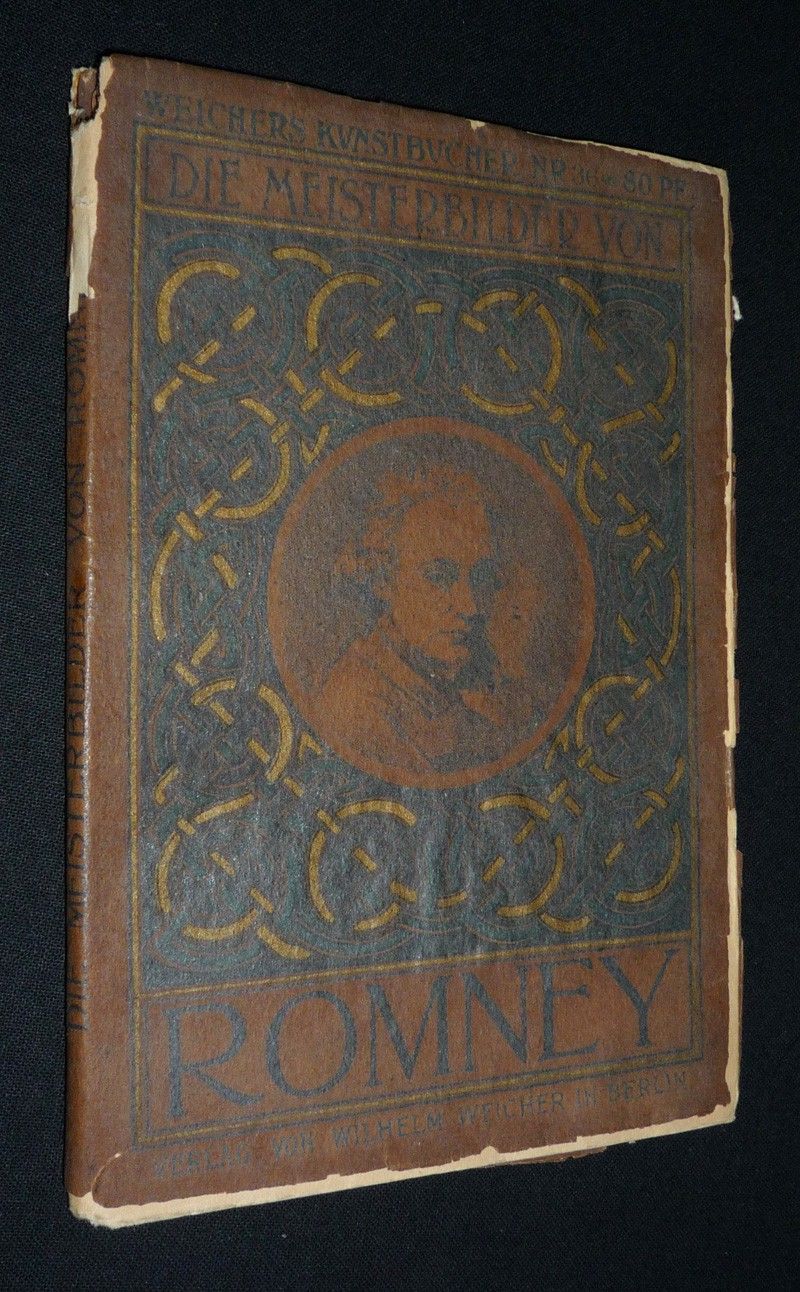 WEICHERS KUNSTBUCHER NR 36 • 80 PF.
DIE MEISTERBILDER VON
ROMNEY
VERLAG VON WILHELM WEICHER IN BERLIN
DIE MEISTERBILDER VON ROM